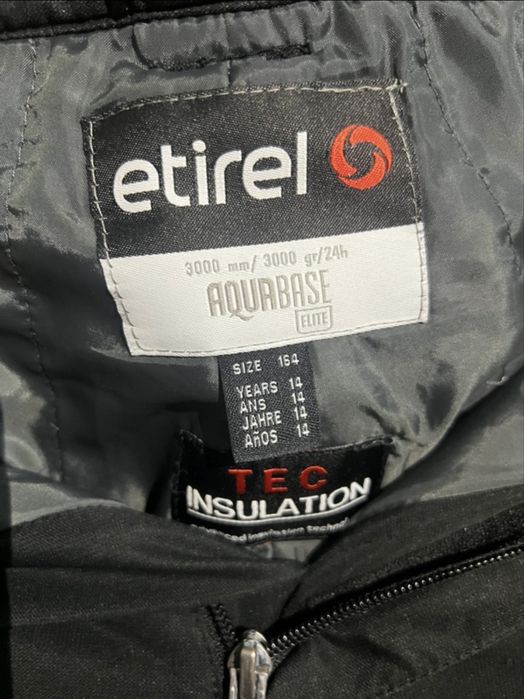 etirel
3000 mm/ 3000 gr/24h
AQUABASE
ELITE
SIZE 164
YEARS 14
ANS 14
JAHRE 14
AÑOS 14
TEC
INSULATION